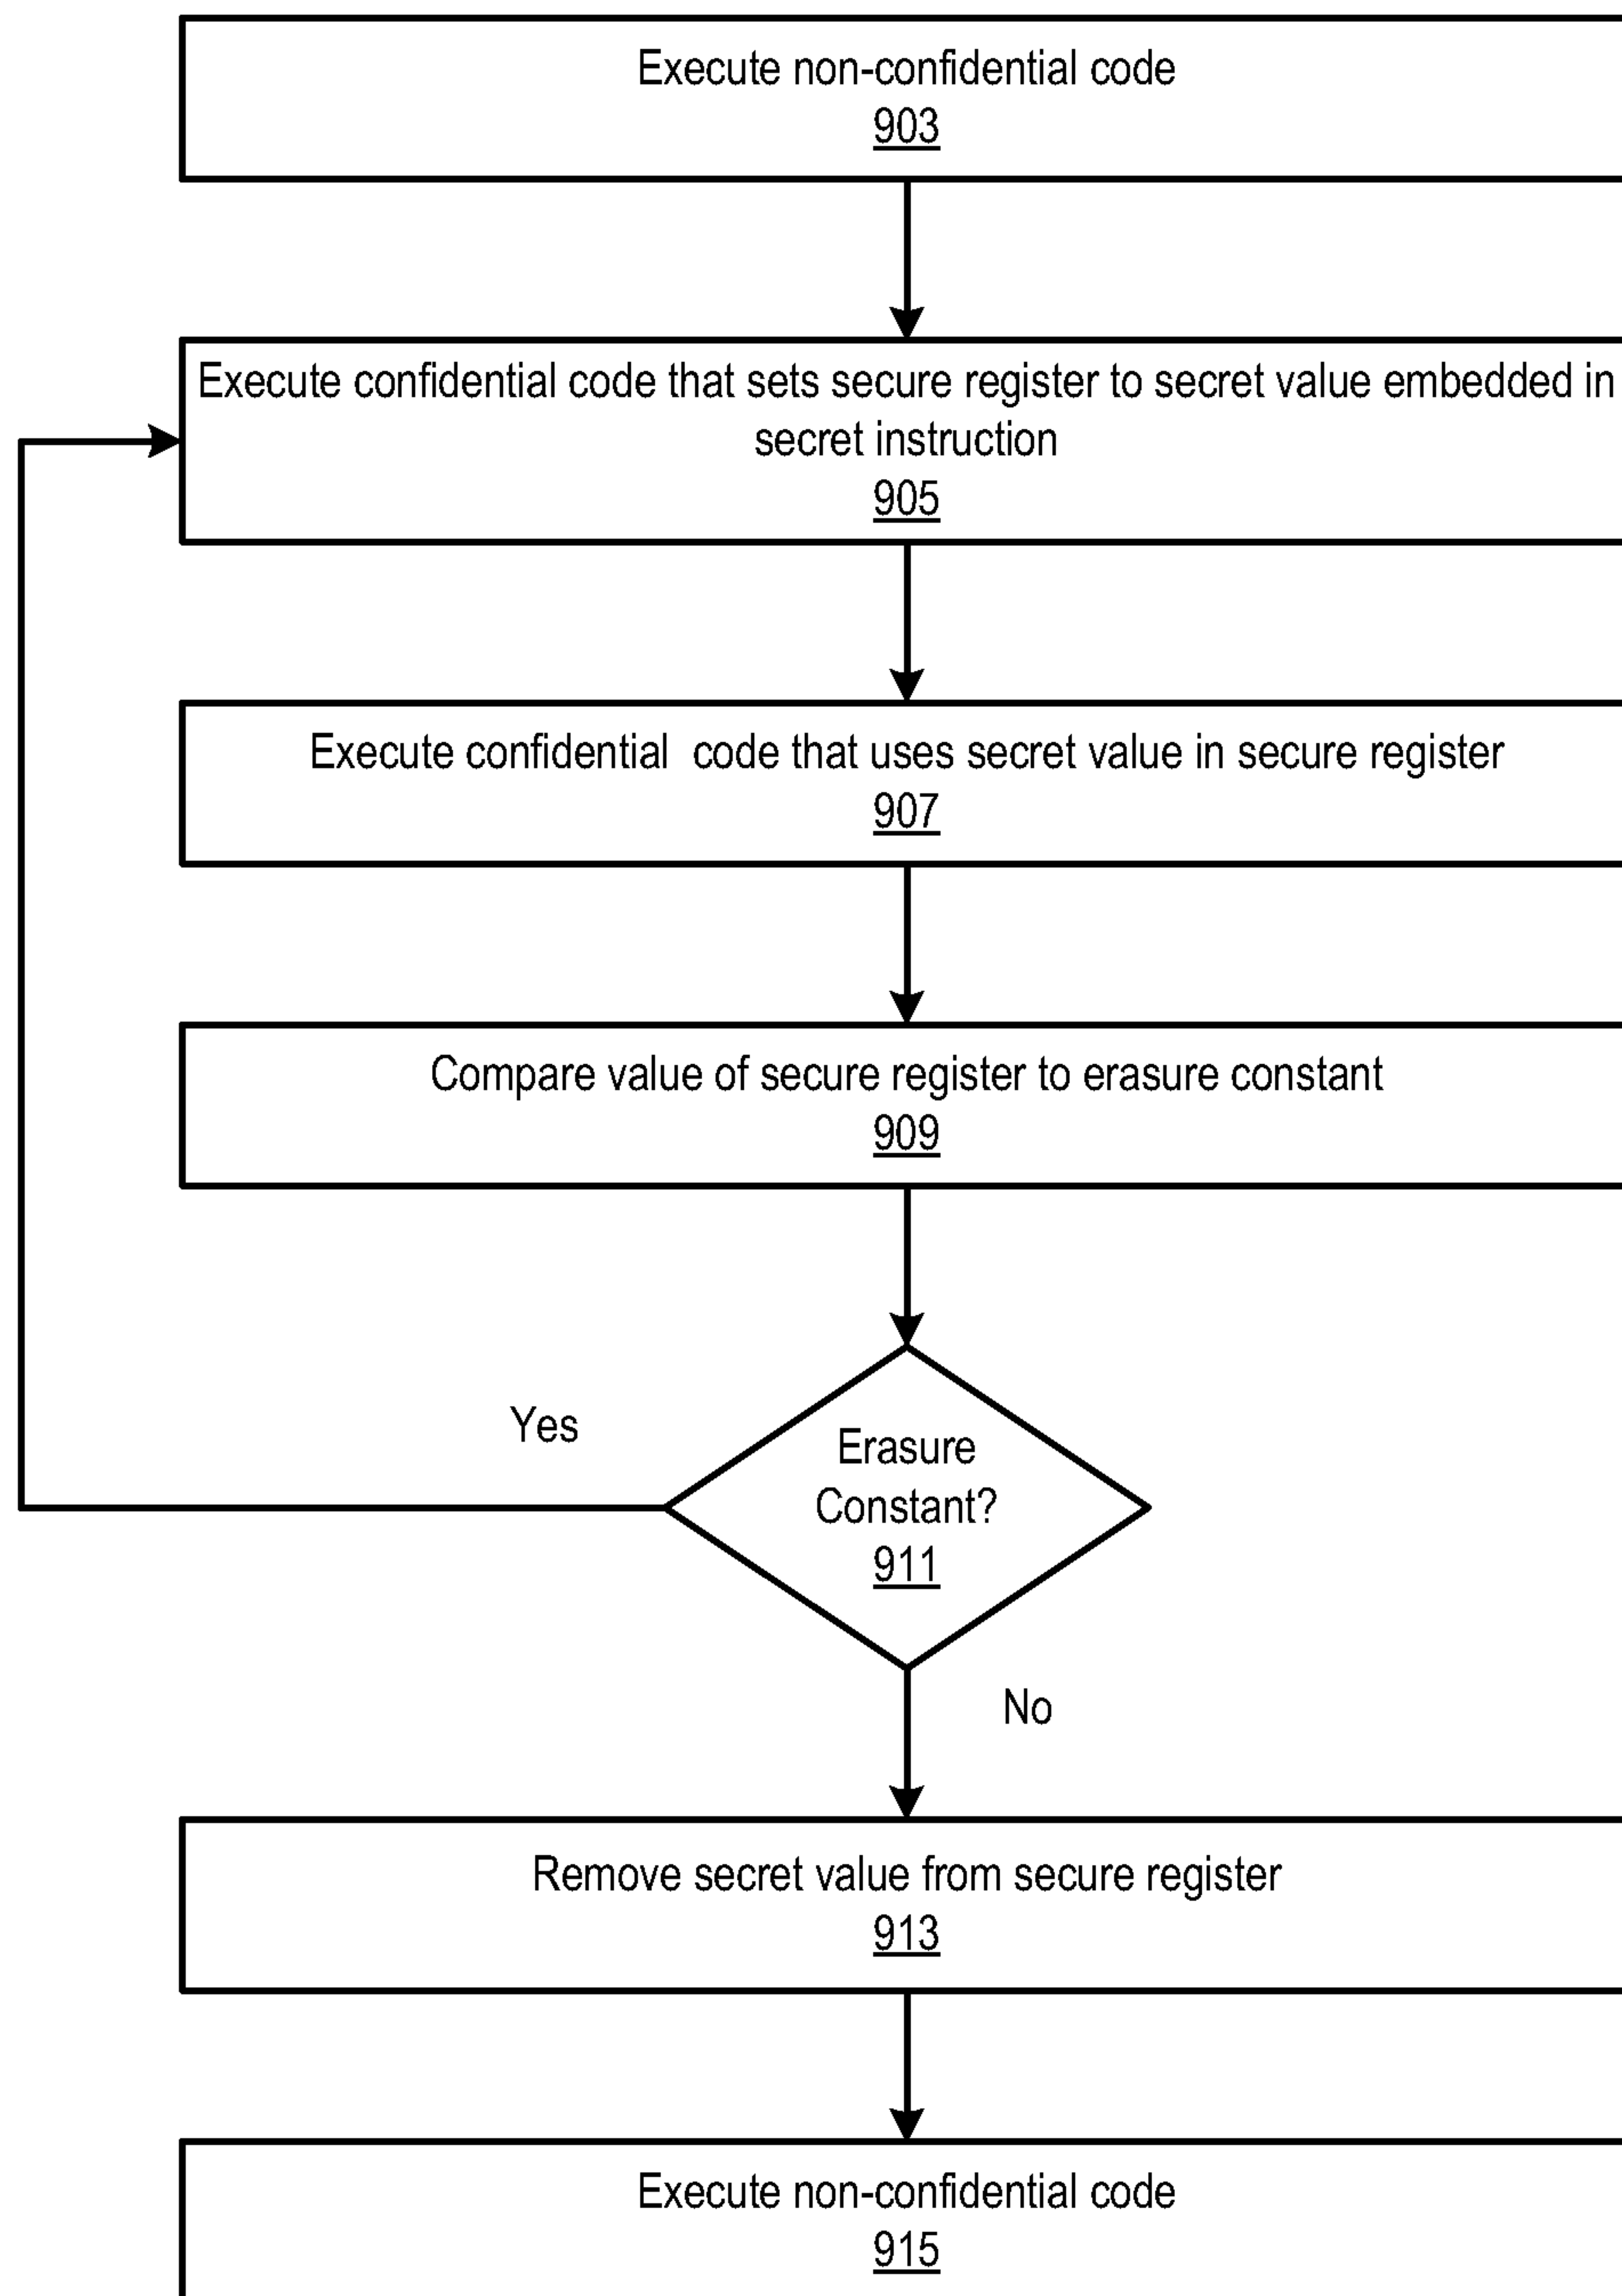 Execute non-confidential code
903
Execute confidential code that sets secure register to secret value embedded in
secret instruction
905
Execute confidential code that uses secret value in secure register
907
Compare value of secure register to erasure constant
909
Yes
Erasure
Constant?
911
No
Remove secret value from secure register
913
Execute non-confidential code
915